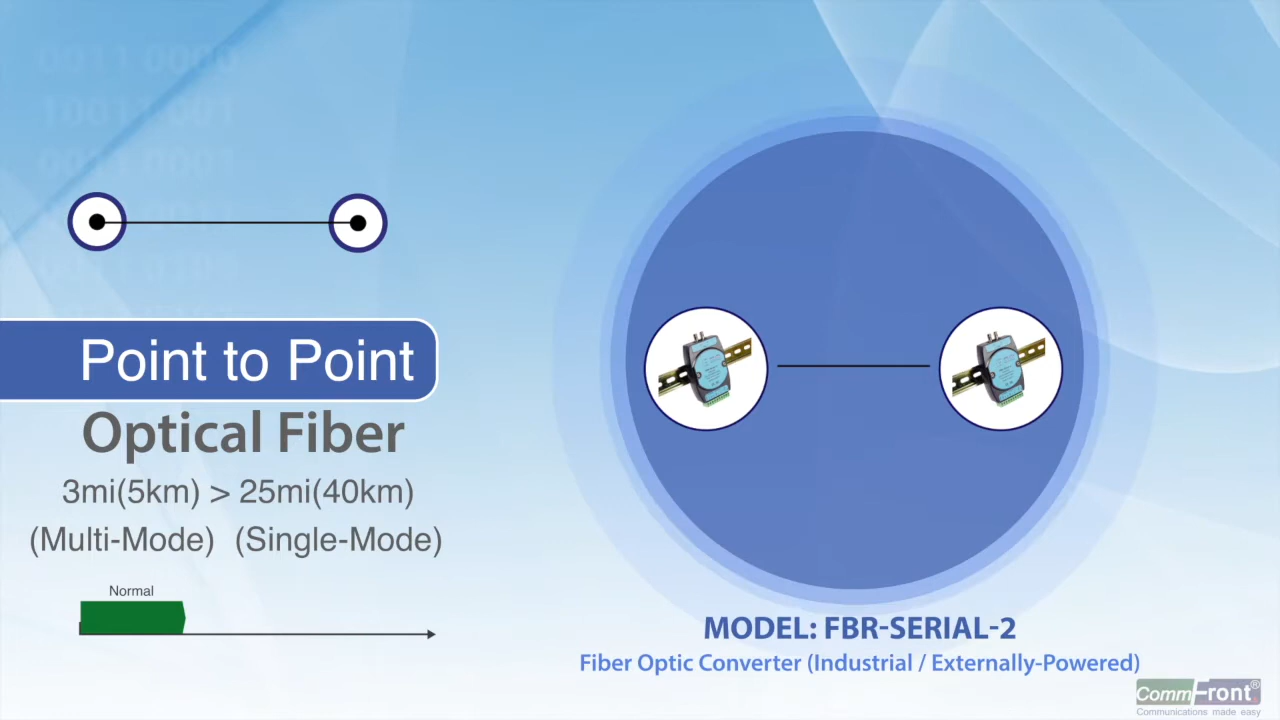 Point to Point
Optical Fiber
3mi(5km) > 25mi(40km)
(Multi-Mode) (Single-Mode)
Normal
MODEL: FBR-SERIAL-2
Fiber Optic Converter (Industrial / Externally-Powered)
CommFront®
Communications made easy